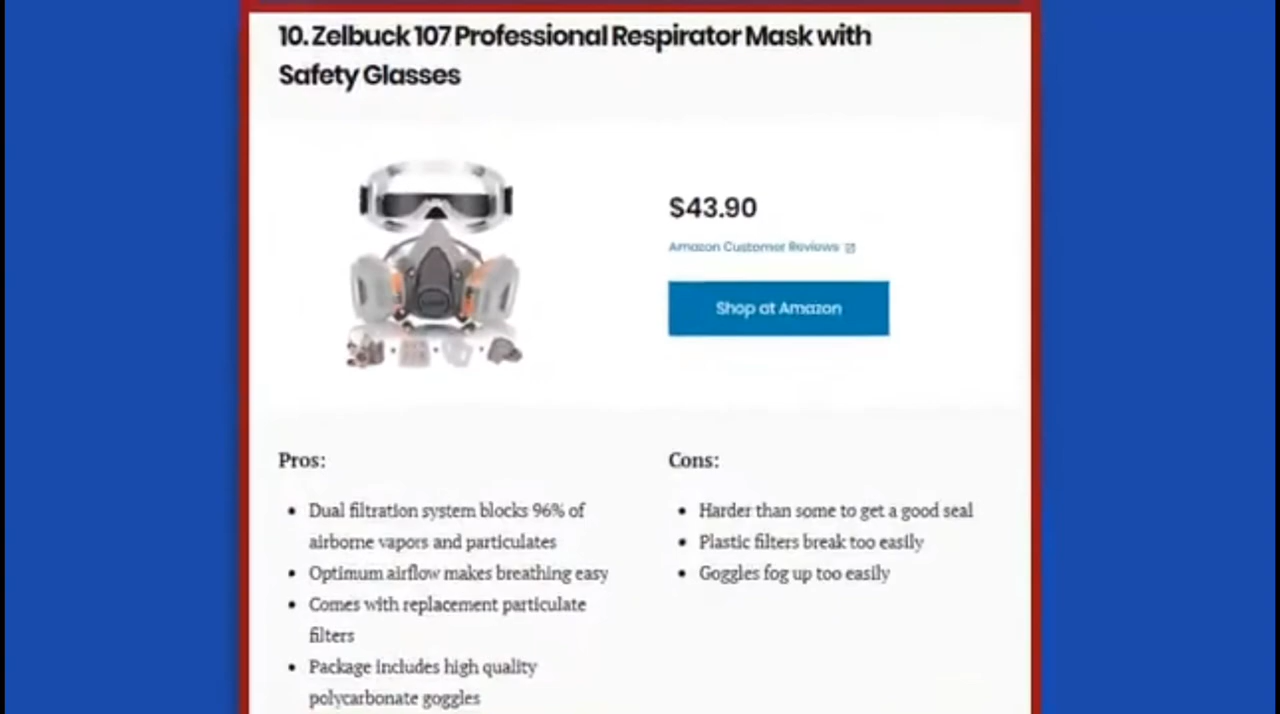 10. Zelbuck 107 Professional Respirator Mask with
Safety Glasses
$43.90
Amazon Customer Reviews
Shop at Amazon
Pros:
Dual filtration system blocks 96% of
airborne vapors and particulates
Optimum airflow makes breathing easy
Comes with replacement particulate
filters
Package includes high quality
polycarbonate goggles
Cons:
Harder than some to get a good seal
Plastic filters break too easily
Goggles fog up too easily